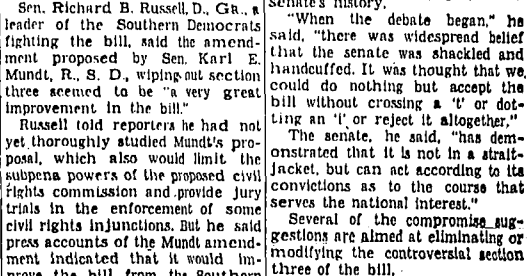 Sen. Richard B. Russell, D., Ga., a
leader of the Southern Democrats
fighting the bill, said the amend-
ment proposed by Sen. Karl E.
Mundt, R., S. D., wiping out section
three seemed to be "a very great
improvement in the bill."
Russell told reporters he had not
yet thoroughly studied Mundt's pro-
posal, which also would limit the
subpena powers of the proposed civil
rights commission and provide jury
trials in the enforcement of some
civil rights injunctions. But he said
press accounts of the Mundt amend-
ment indicated that it would im-
prove the bill from the Southern
senate's history.
"When the debate began," he
said, "there was widespread belief
that the senate was shackled and
handcuffed. It was thought that we
could do nothing but accept the
bill without crossing a 't' or dot-
ting an 'i' or reject it altogether."
The senate, he said, "has dem-
onstrated that it is not in a strait-
jacket, but can act according to its
convictions as to the course that
serves the national interest."
Several of the compromise sug-
gestions are aimed at eliminating or
modifying the controversial section
three of the bill.